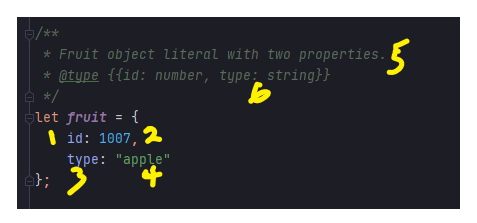 /**
 * Fruit object literal with two properties. 5
 * @type {{id: number, type: string}}
6
 */
let fruit = {
1 id: 1007, 2
type: "apple"
3 4
};